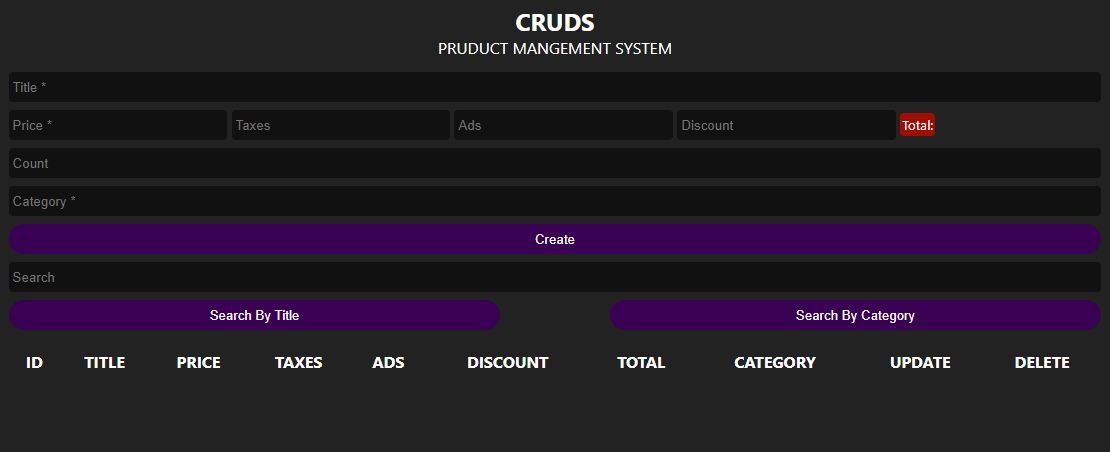 CRUDS
PRUDUCT MANGEMENT SYSTEM
Title *
Price * Taxes Ads Discount Total:
Count
Category *
Create
Search
Search By Title Search By Category
ID TITLE PRICE TAXES ADS DISCOUNT TOTAL CATEGORY UPDATE DELETE